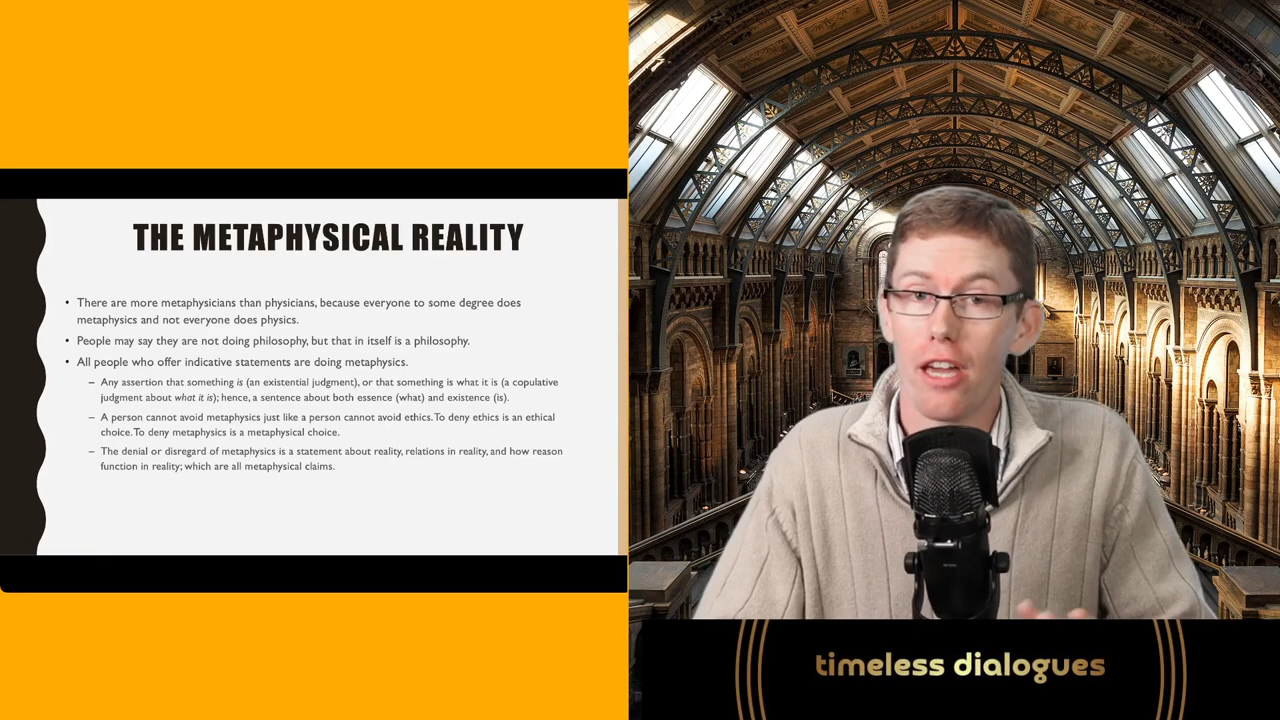 THE METAPHYSICAL REALITY
• There are more metaphysicians than physicians, because everyone to some degree does
metaphysics and not everyone does physics.
• People may say they are not doing philosophy, but that in itself is a philosophy.
• All people who offer indicative statements are doing metaphysics.
– Any assertion that something is (an existential judgment), or that something is what it is (a copulative
judgment about what it is); hence, a sentence about both essence (what) and existence (is).
– A person cannot avoid metaphysics just like a person cannot avoid ethics. To deny ethics is an ethical
choice. To deny metaphysics is a metaphysical choice.
– The denial or disregard of metaphysics is a statement about reality, relations in reality, and how reason
function in reality; which are all metaphysical claims.
timeless dialogues